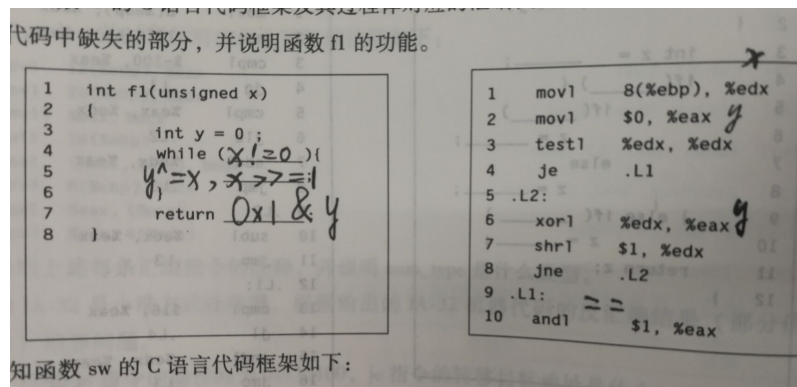 代码中缺失的部分，并说明函数 f1 的功能。
1 int f1(unsigned x)
2 {
3 int y = 0 ;
4 while (x!=0){
5 y^=x, x>>=1
6 }
7 return 0x1 & y
8 }
x
1 movl 8(%ebp), %edx
2 movl $0, %eax y
3 testl %edx, %edx
4 je .L1
5 .L2:
6 xorl %edx, %eax y
7 shrl $1, %edx
8 jne .L2
9 .L1: ==
10 andl $1, %eax
知函数 sw 的 C 语言代码框架如下：